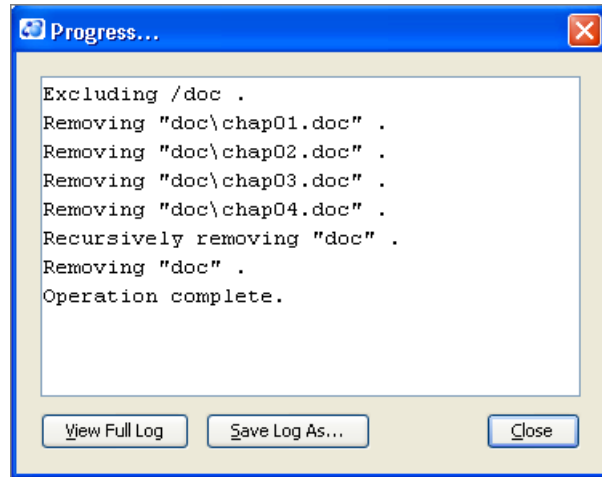 Progress...
Excluding /doc .
Removing "doc\chap01.doc" .
Removing "doc\chap02.doc" .
Removing "doc\chap03.doc" .
Removing "doc\chap04.doc" .
Recursively removing "doc" .
Removing "doc" .
Operation complete.
View Full Log Save Log As... Close